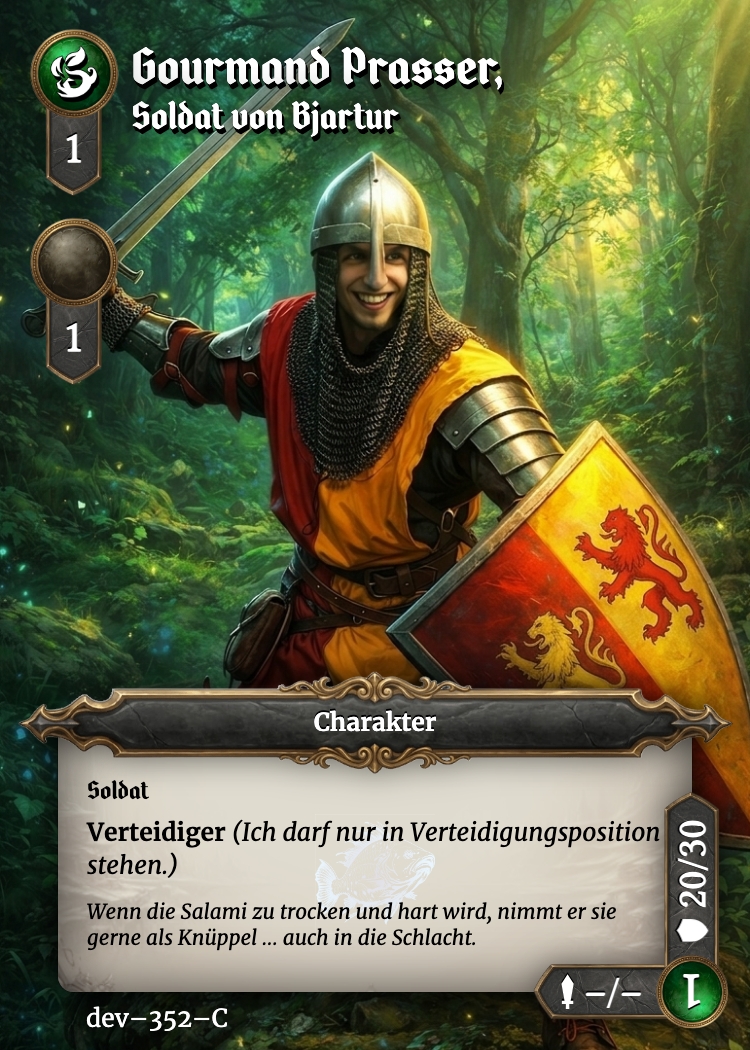 Gourmand Prasser,
Soldat von Bjartur
1
1
Charakter
Soldat
Verteidiger (Ich darf nur in Verteidigungsposition
stehen.)
Wenn die Salami zu trocken und hart wird, nimmt er sie
gerne als Knüppel ... auch in die Schlacht.
20/30
–/–
1
dev–352–C